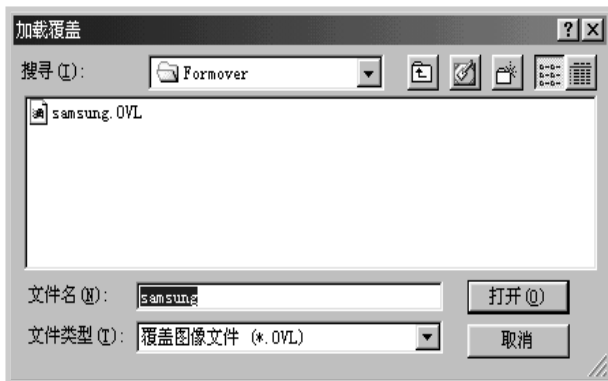 加载覆盖
搜寻(I): Formover
samsung.OVL
文件名(N): samsung 打开(O)
文件类型(T): 覆盖图像文件 (*.OVL) 取消